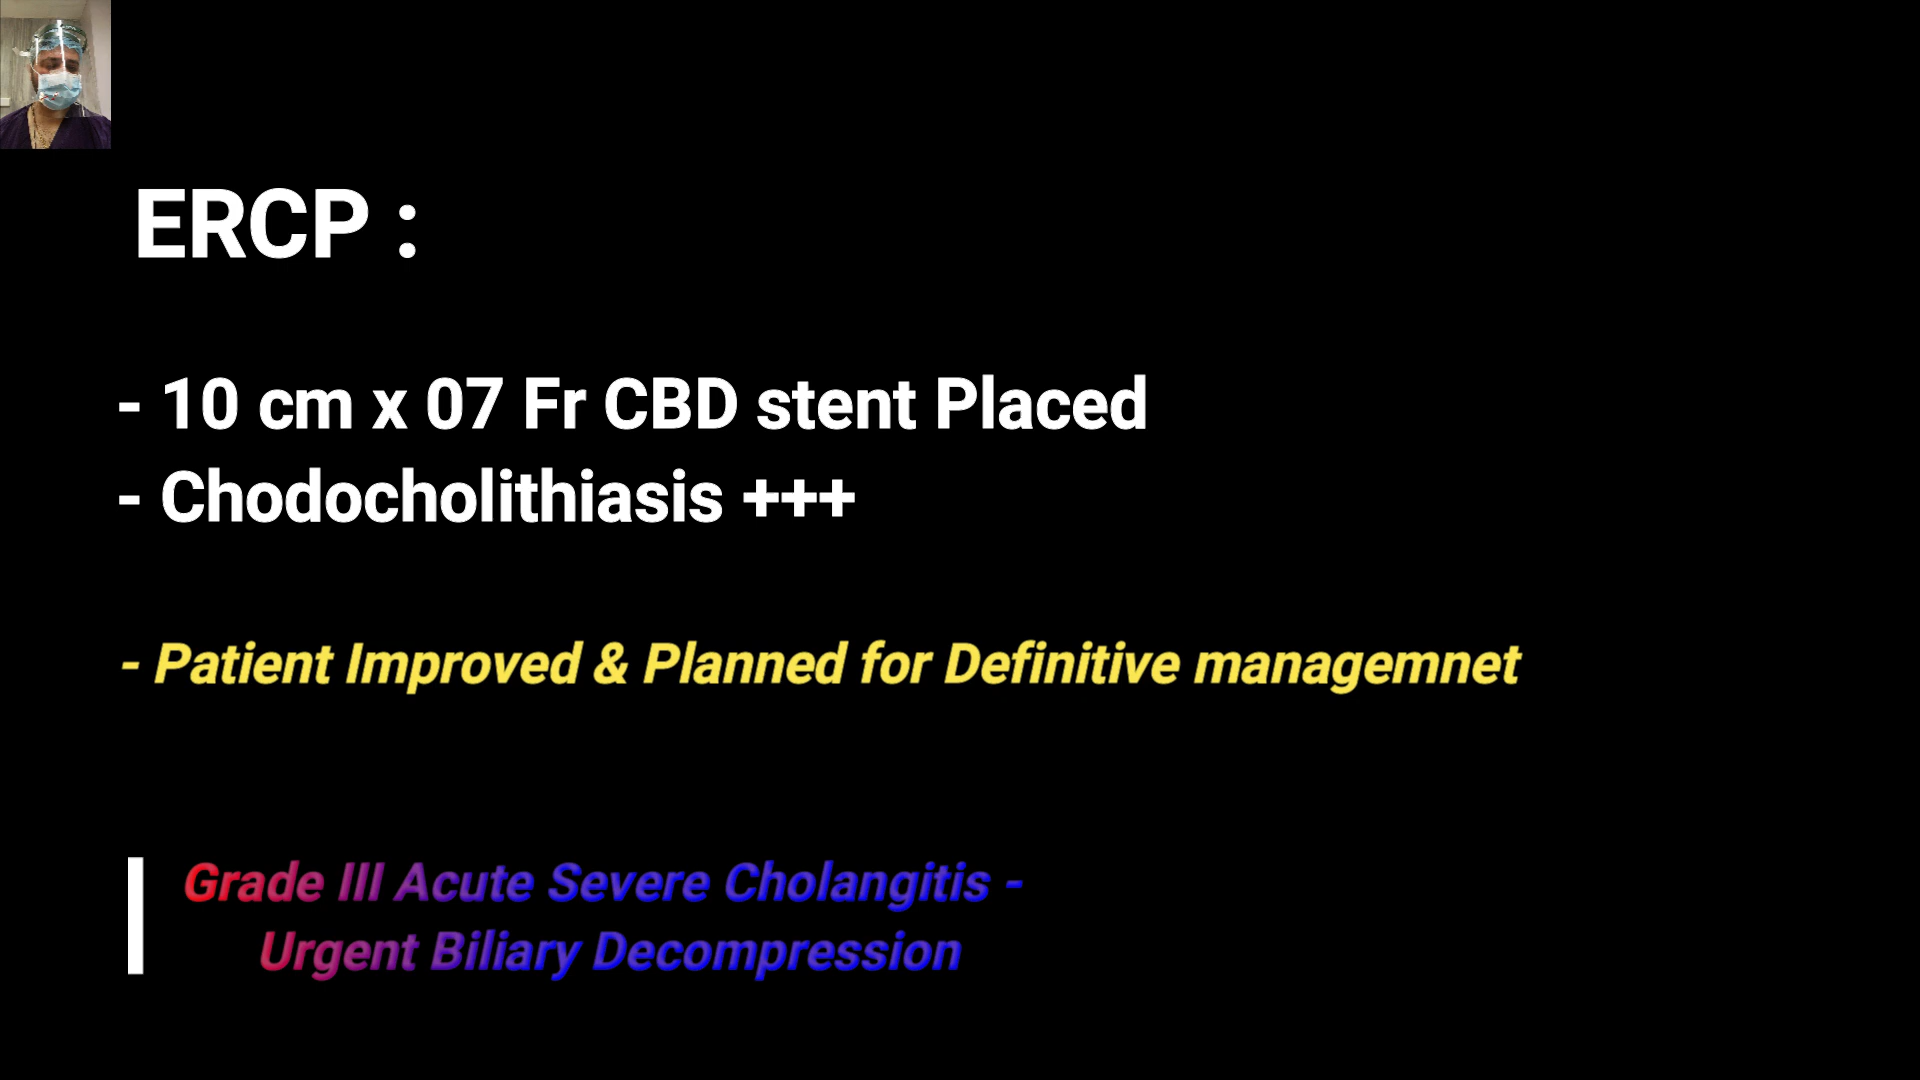 ERCP :
- 10 cm x 07 Fr CBD stent Placed
- Chodocholithiasis +++
- Patient Improved & Planned for Definitive managemnet
Grade III Acute Severe Cholangitis -
Urgent Biliary Decompression